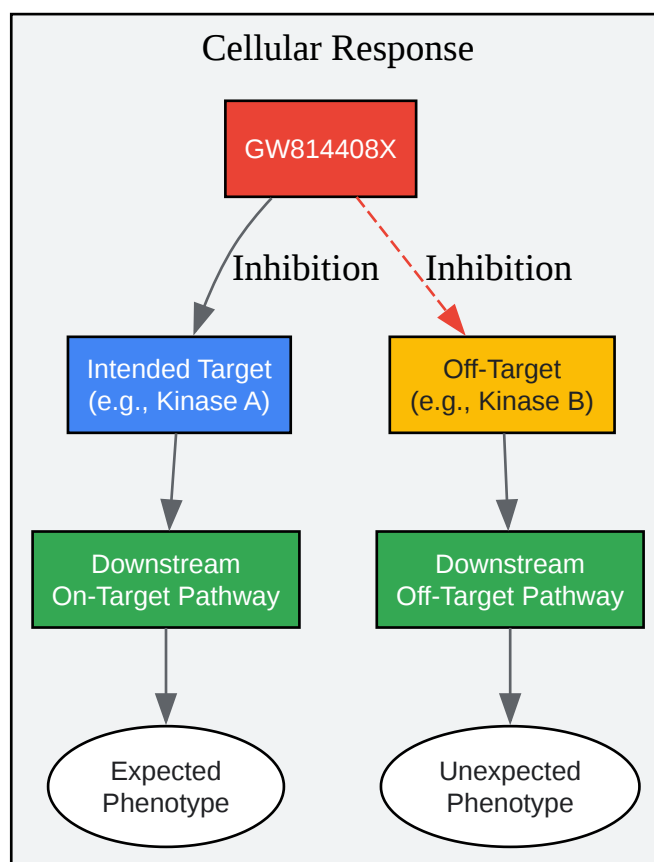 Cellular Response
GW814408X
Inhibition
Inhibition
Intended Target
(e.g., Kinase A)
Off-Target
(e.g., Kinase B)
Downstream
On-Target Pathway
Downstream
Off-Target Pathway
Expected
Phenotype
Unexpected
Phenotype